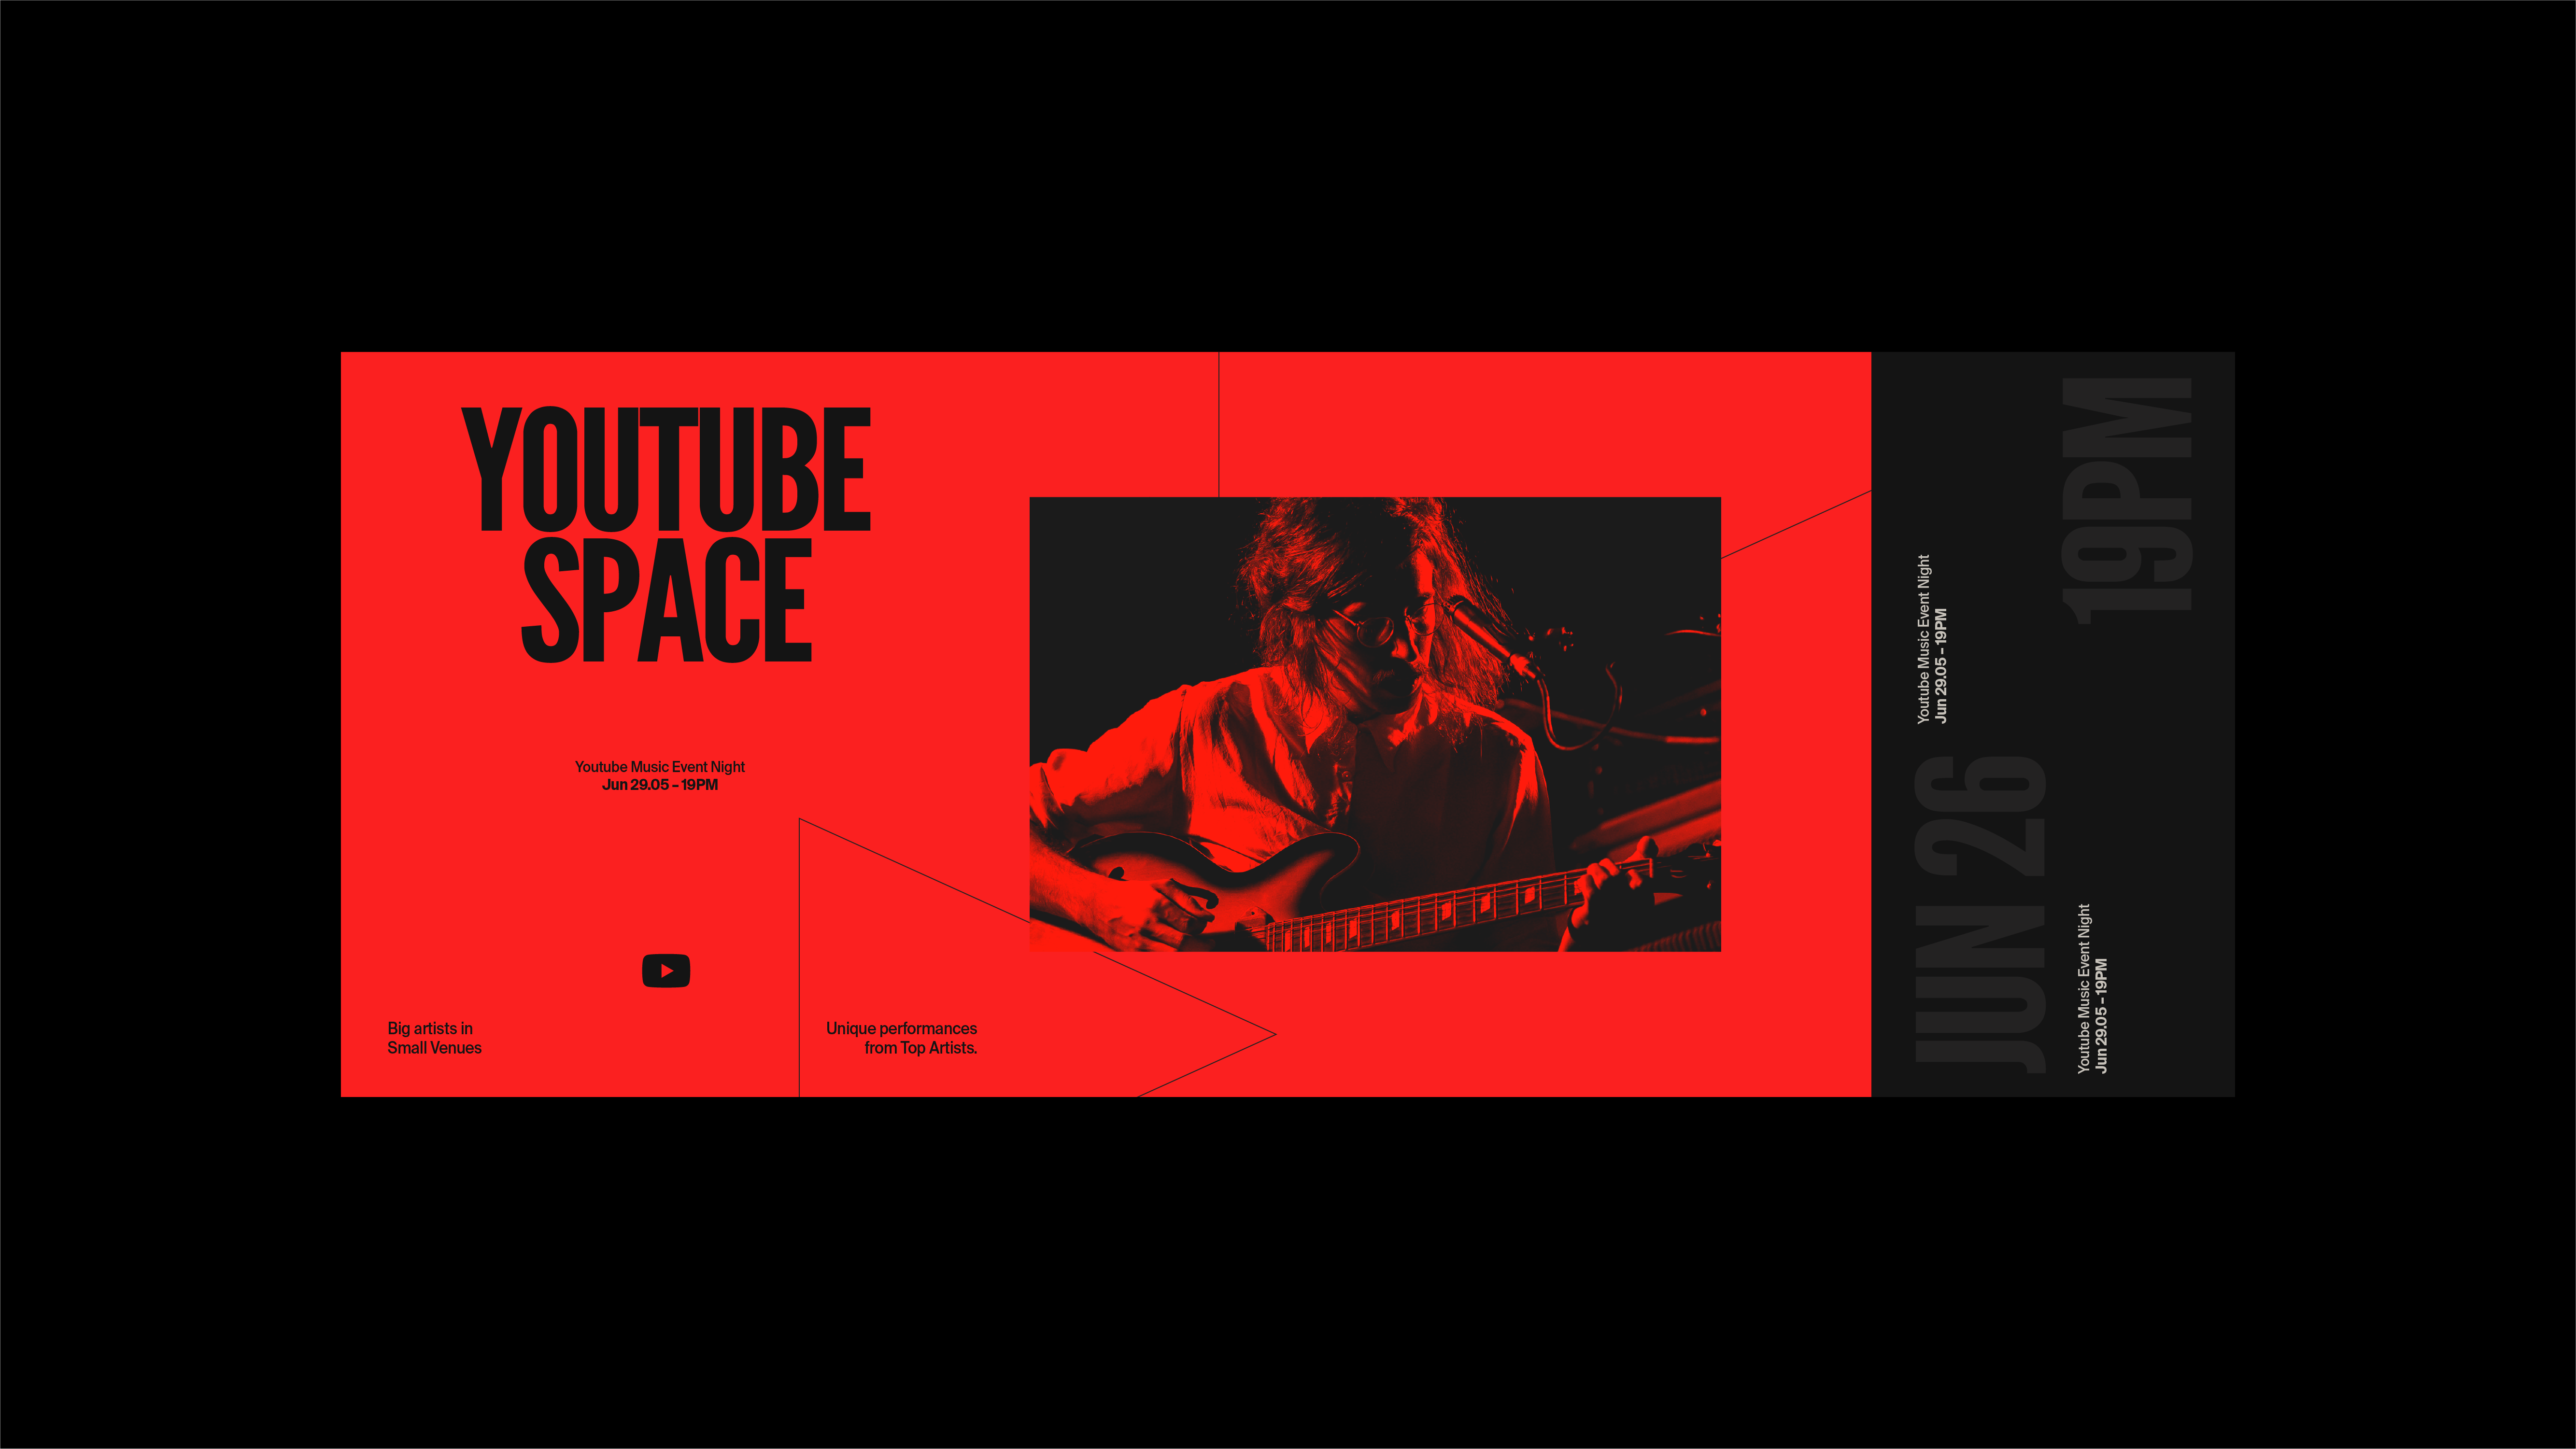 YOUTUBE
SPACE
Youtube Music Event Night
Jun 29.05 – 19PM
Big artists in
Small Venues
Unique performances
from Top Artists.
Youtube Music Event Night
Jun 29.05 – 19PM
JUN 26
19PM
Youtube Music Event Night
Jun 29.05 – 19PM